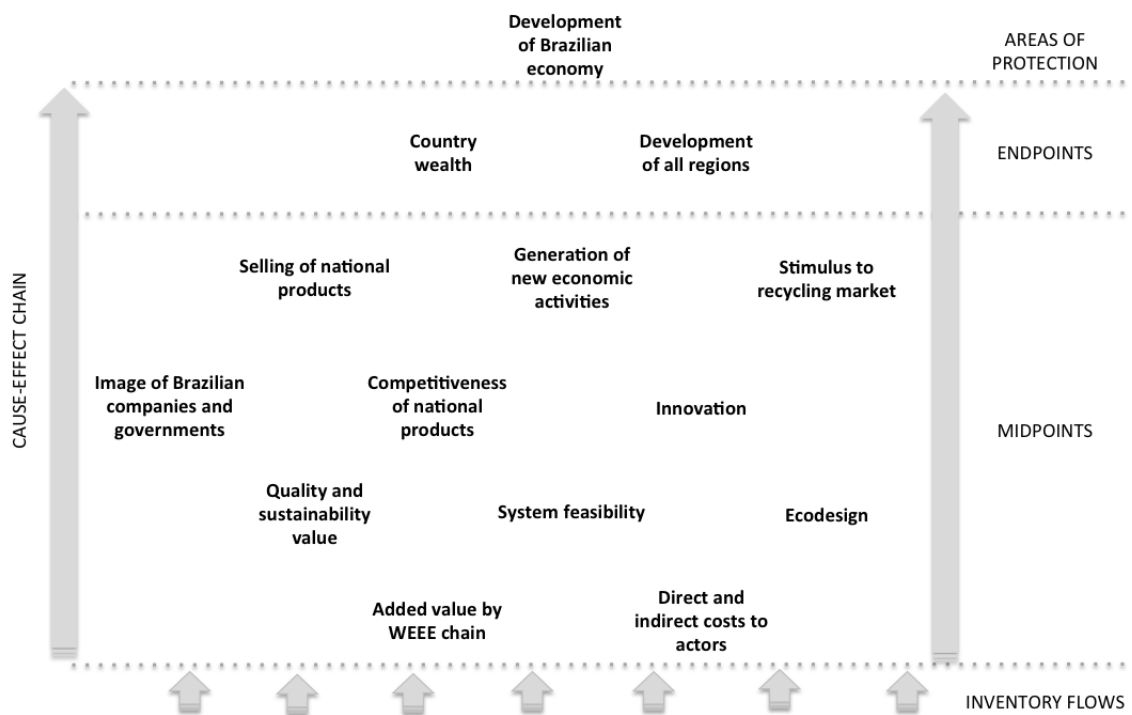 Development
of Brazilian
economy
AREAS OF
PROTECTION
Country
wealth
Development
of all regions
ENDPOINTS
Selling of national
products
Generation of
new economic
activities
Stimulus to
recycling market
CAUSE-EFFECT CHAIN
Image of Brazilian
companies and
governments
Competitiveness
of national
products
Innovation
MIDPOINTS
Quality and
sustainability
value
System feasibility
Ecodesign
Added value by
WEEE chain
Direct and
indirect costs to
actors
INVENTORY FLOWS